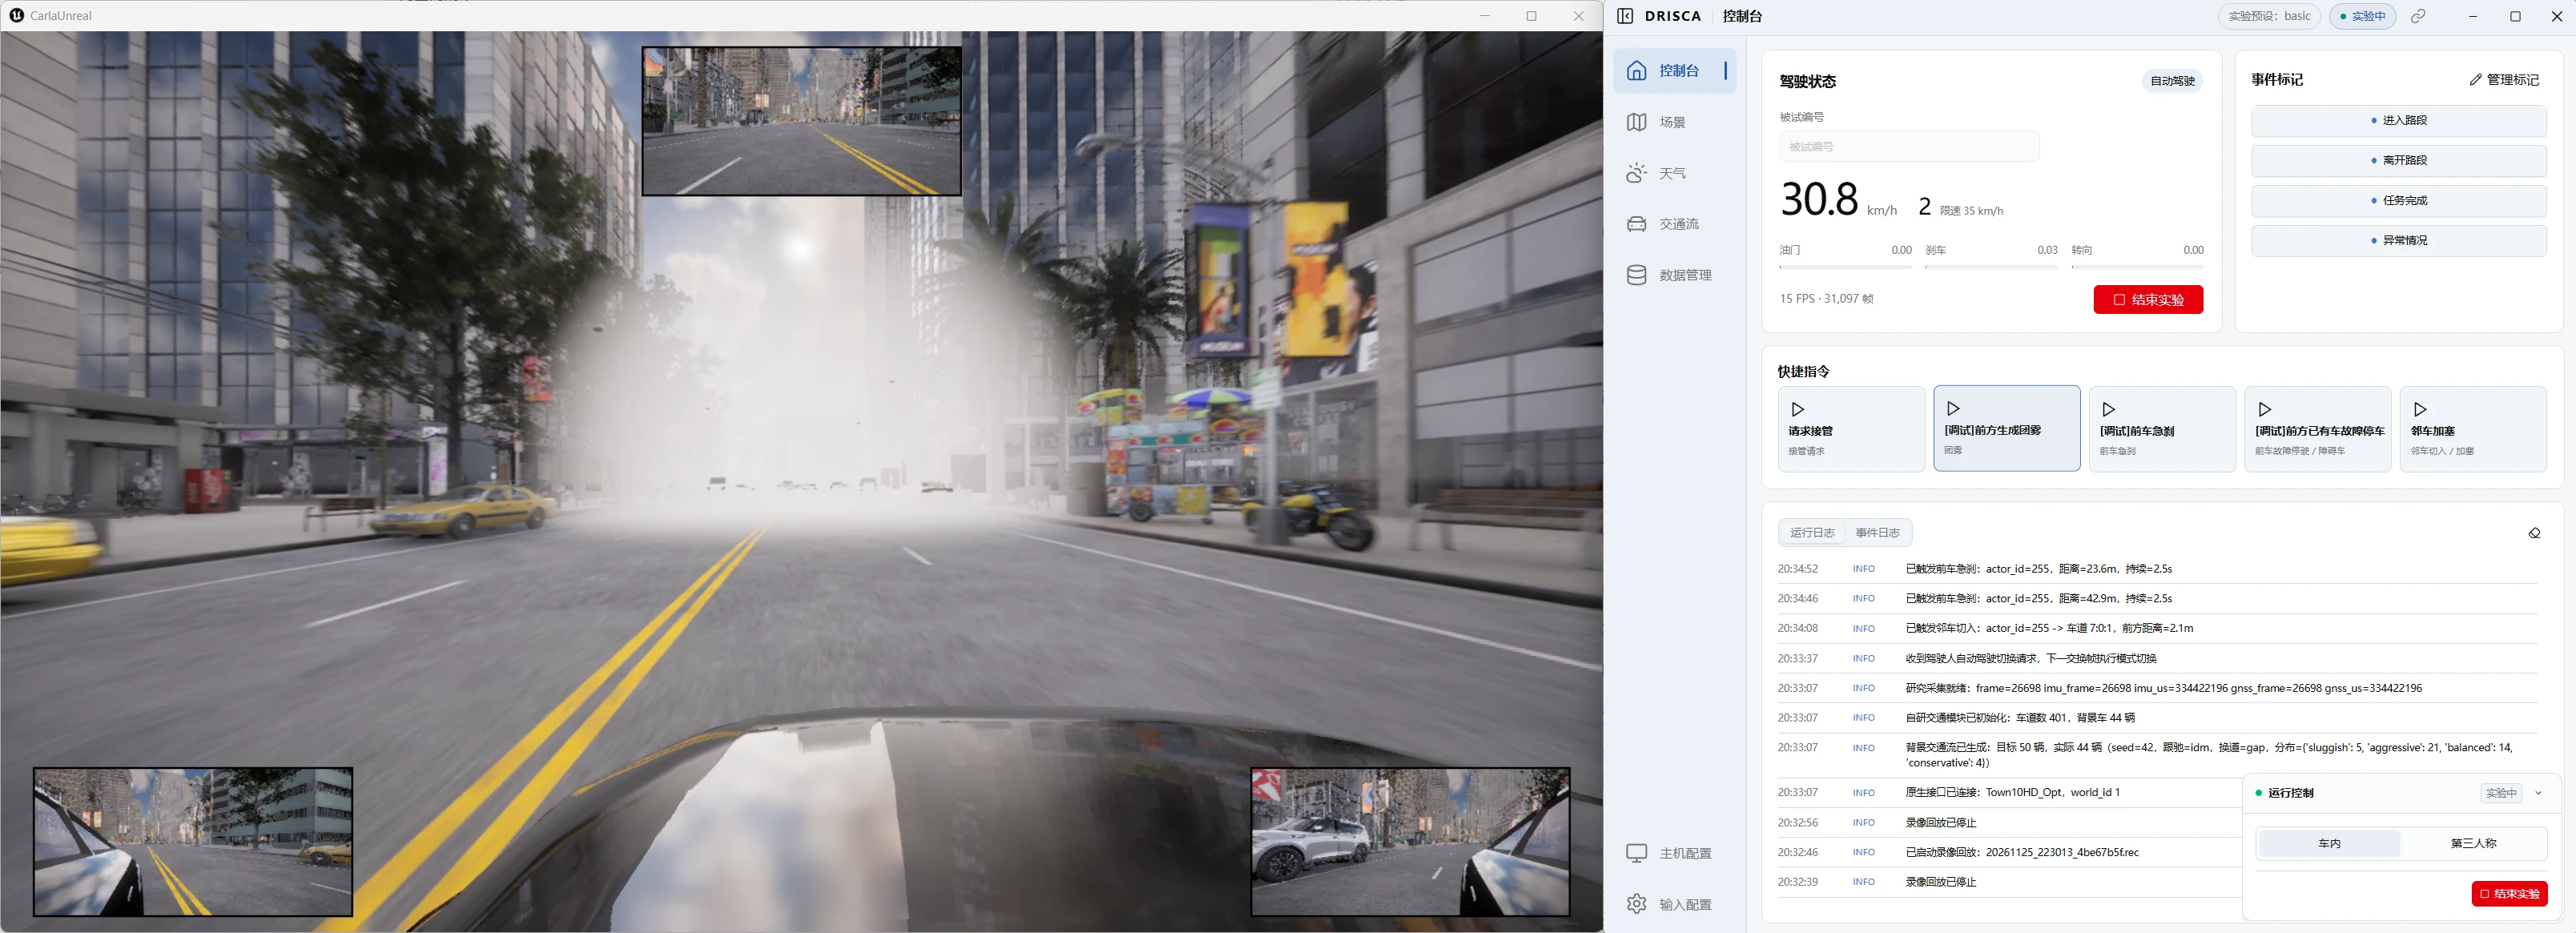 CarlaUnreal
DRISCA 控制台
实验预设：basic
实验中
控制台
场景
天气
交通流
数据管理
主机配置
输入配置
驾驶状态
自动驾驶
被试编号
被试编号
30.8 km/h 2 限速 35 km/h
油门 0.00 刹车 0.03 转向 0.00
15 FPS · 31,097 帧
结束实验
事件标记
管理标记
进入路段
离开路段
任务完成
异常情况
快捷指令
请求接管
接管请求
[调试]前方生成团雾
团雾
[调试]前车急刹
前车急刹
[调试]前方已有车故障停车
前车故障停驶 / 障碍车
邻车加塞
邻车切入 / 加塞
运行日志 事件日志
20:34:52 INFO 已触发前车急刹：actor_id=255，距离=23.6m，持续=2.5s
20:34:46 INFO 已触发前车急刹：actor_id=255，距离=42.9m，持续=2.5s
20:34:08 INFO 已触发邻车切入：actor_id=255 -> 车道 7:0:1，前方距离=2.1m
20:33:37 INFO 收到驾驶人自动驾驶切换请求，下一交换帧执行模式切换
20:33:07 INFO 研究采集就绪：frame=26698 imu_frame=26698 imu_us=334422196 gnss_frame=26698 gnss_us=334422196
20:33:07 INFO 自研交通模块已初始化：车道数 401，背景车 44 辆
20:33:07 INFO 背景交通流已生成：目标 50 辆，实际 44 辆（seed=42，跟驰=idm，换道=gap，分布={'sluggish': 5, 'aggressive': 21, 'balanced': 14,
'conservative': 4}）
20:33:07 INFO 原生接口已连接：Town10HD_Opt，world_id 1
20:32:56 INFO 录像回放已停止
20:32:46 INFO 已启动录像回放：20261125_223013_4be67b5f.rec
20:32:39 INFO 录像回放已停止
运行控制
实验中
车内 第三人称
结束实验